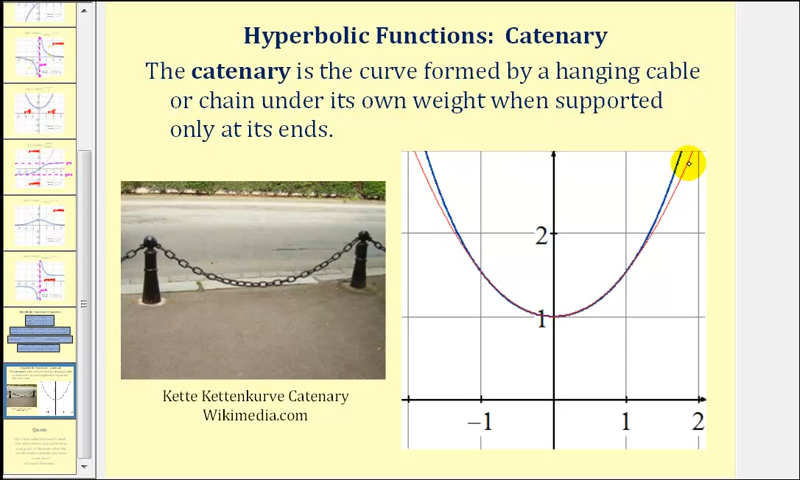 Hyperbolic Functions: Catenary
The catenary is the curve formed by a hanging cable
or chain under its own weight when supported
only at its ends.
2
1
−1 1 2
Kette Kettenkurve Catenary
Wikimedia.com